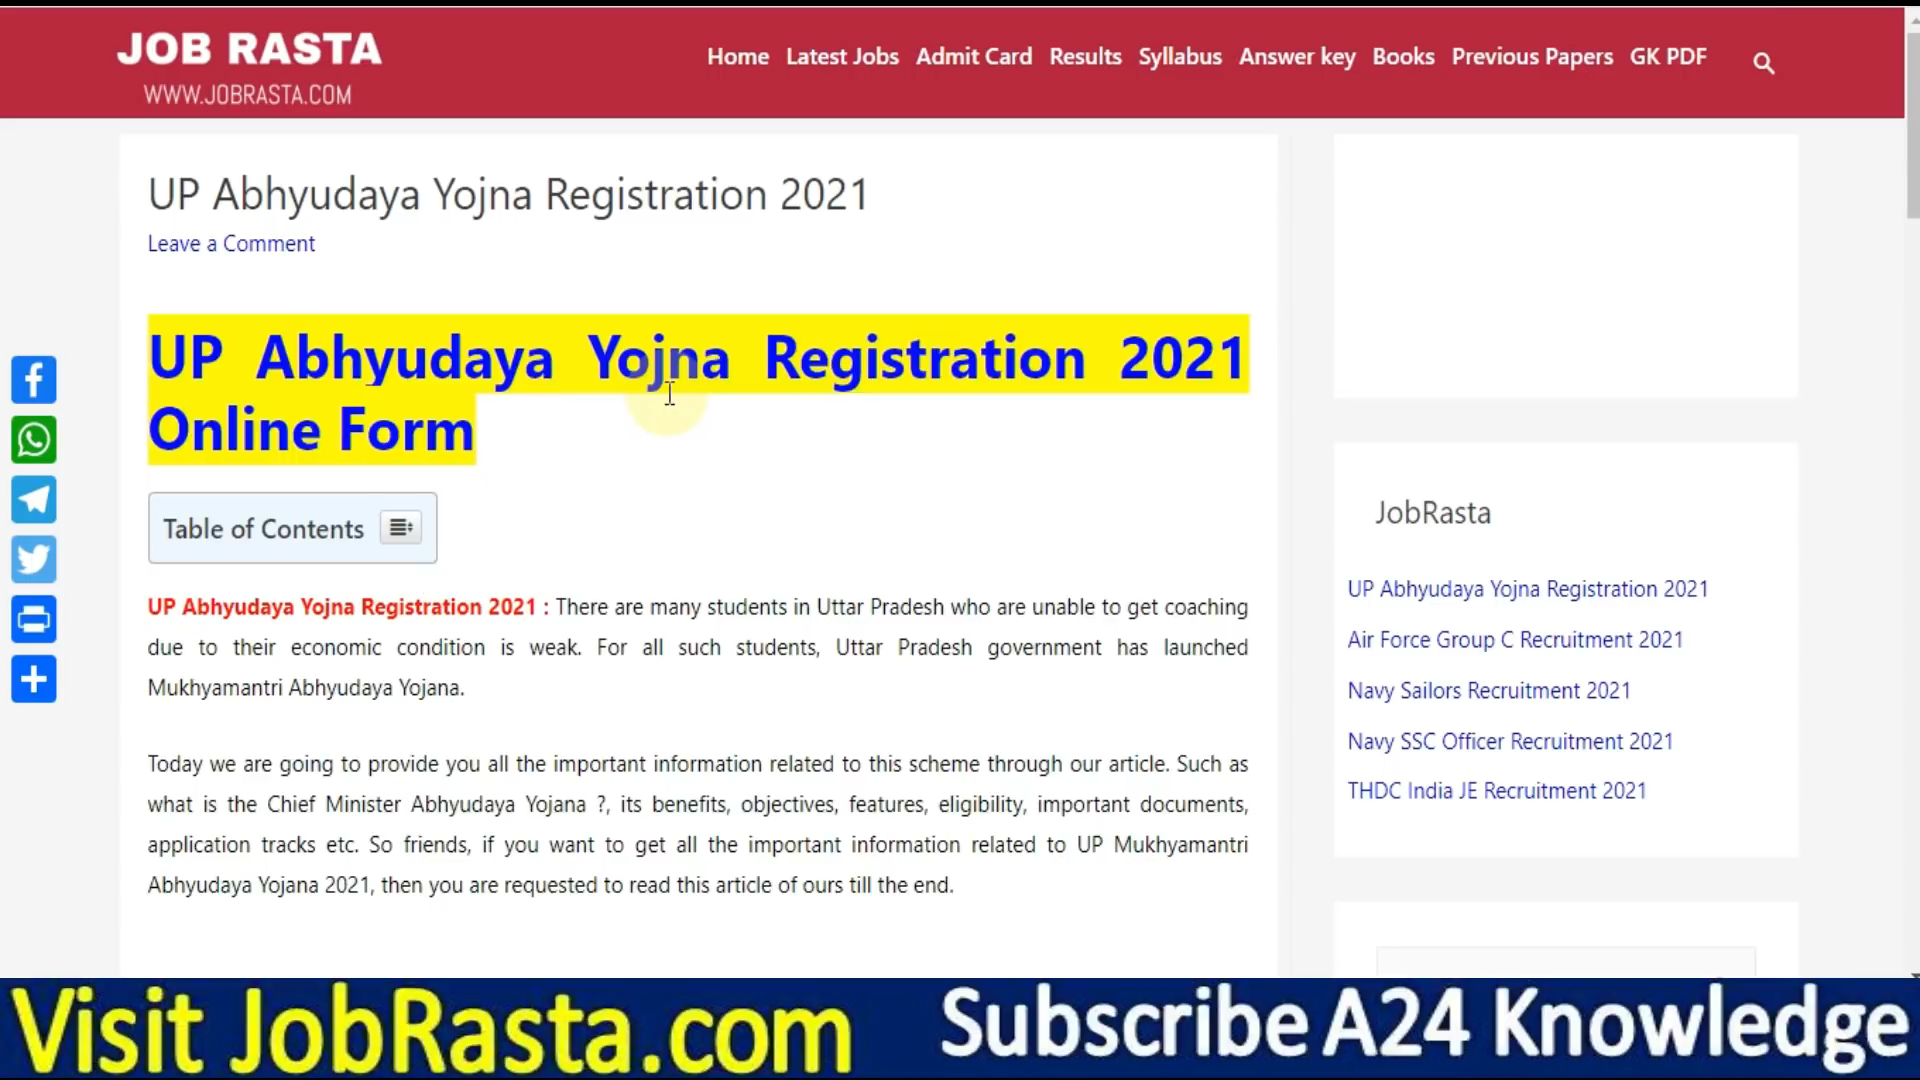 JOB RASTA
WWW.JOBRASTA.COM
Home Latest Jobs Admit Card Results Syllabus Answer key Books Previous Papers GK PDF
UP Abhyudaya Yojna Registration 2021
Leave a Comment
UP Abhyudaya Yojna Registration 2021
Online Form
Table of Contents
UP Abhyudaya Yojna Registration 2021 : There are many students in Uttar Pradesh who are unable to get coaching
due to their economic condition is weak. For all such students, Uttar Pradesh government has launched
Mukhyamantri Abhyudaya Yojana.
Today we are going to provide you all the important information related to this scheme through our article. Such as
what is the Chief Minister Abhyudaya Yojana ?, its benefits, objectives, features, eligibility, important documents,
application tracks etc. So friends, if you want to get all the important information related to UP Mukhyamantri
Abhyudaya Yojana 2021, then you are requested to read this article of ours till the end.
JobRasta
UP Abhyudaya Yojna Registration 2021
Air Force Group C Recruitment 2021
Navy Sailors Recruitment 2021
Navy SSC Officer Recruitment 2021
THDC India JE Recruitment 2021
Visit JobRasta.com Subscribe A24 Knowledge